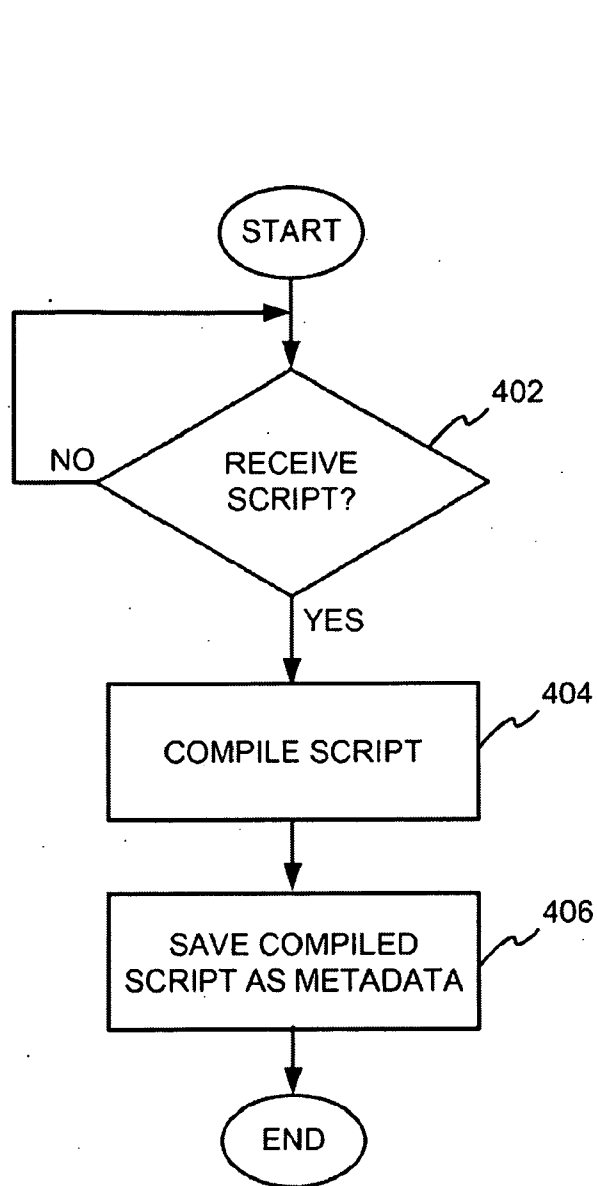 START
402
NO
RECEIVE
SCRIPT?
YES
404
COMPILE SCRIPT
406
SAVE COMPILED
SCRIPT AS METADATA
END